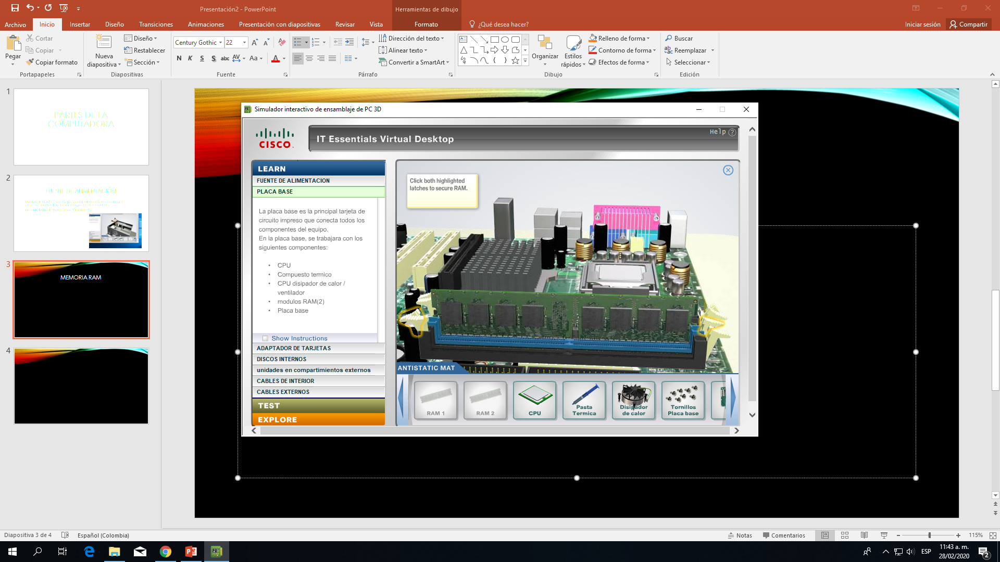 Presentación2 - PowerPoint
Herramientas de dibujo
Archivo
Inicio
Insertar
Diseño
Transiciones
Animaciones
Presentación con diapositivas
Revisar
Vista
Formato
¿Qué desea hacer?
Iniciar sesión
Compartir
Pegar
Cortar
Copiar
Copiar formato
Portapapeles
Nueva
diapositiva
Diseño
Restablecer
Sección
Diapositivas
Century Gothic
22
N K S S abc AV Aa A
Fuente
Dirección del texto
Alinear texto
Convertir a SmartArt
Párrafo
Organizar
Estilos
rápidos
Relleno de forma
Contorno de forma
Efectos de forma
Dibujo
Buscar
Reemplazar
Seleccionar
Edición
1
PARTES DE LA
COMPUTADORA
2
FUENTE DE ALIMENTACIÓN
3
MEMORIA RAM
4
Simulador interactivo de ensamblaje de PC 3D
CISCO
IT Essentials Virtual Desktop
Help ?
LEARN
FUENTE DE ALIMENTACION
PLACA BASE
La placa base es la principal tarjeta de
circuito impreso que conecta todos los
componentes del equipo.
En la placa base, se trabajara con los
siguientes componentes:
• CPU
• Compuesto termico
• CPU disipador de calor /
ventilador
• modulos RAM(2)
• Placa base
Show Instructions
ADAPTADOR DE TARJETAS
DISCOS INTERNOS
unidades en compartimientos externos
CABLES DE INTERIOR
CABLES EXTERNOS
TEST
EXPLORE
Click both highlighted
latches to secure RAM.
ANTISTATIC MAT
RAM 1
RAM 2
CPU
Pasta
Termica
Disipador
de calor
Tornillos
Placa base
Diapositiva 3 de 4
Español (Colombia)
Notas
Comentarios
115%
ESP
11:43 a. m.
28/02/2020
2